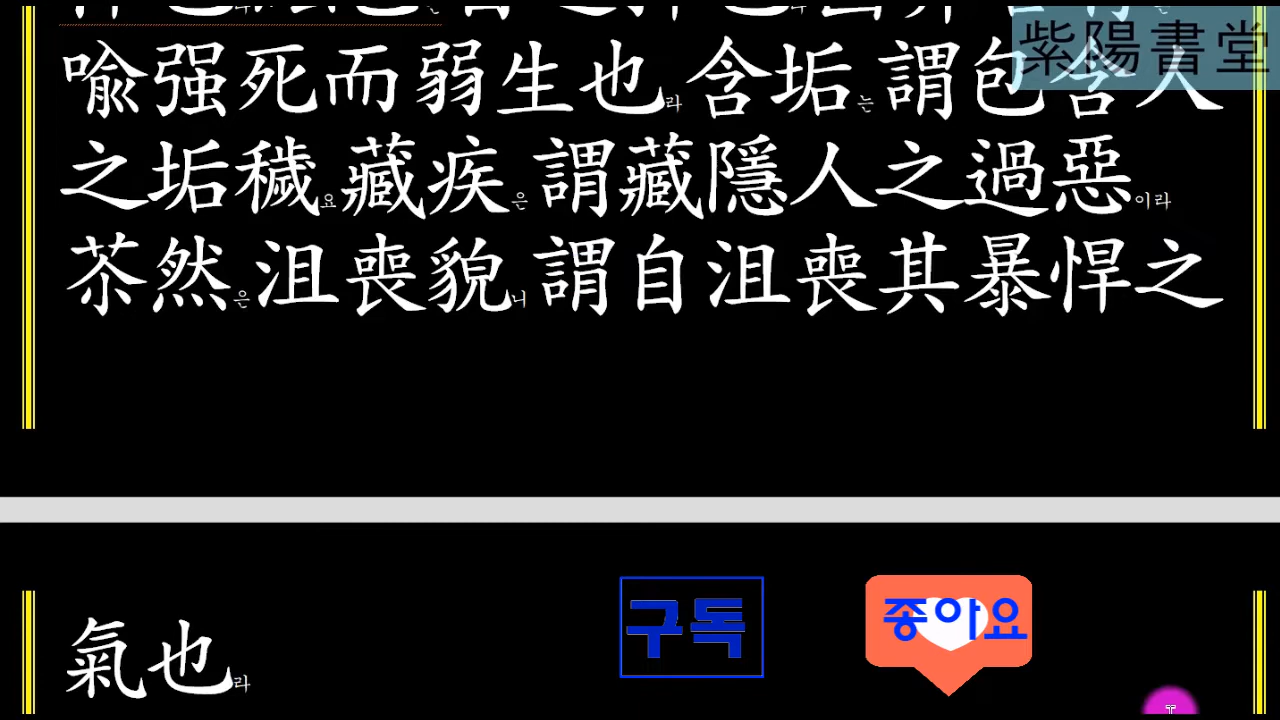 紫陽書堂
喩强死而弱生也라 含垢는 謂包含人
之垢穢요 藏疾은 謂藏隱人之過惡이라
苶然은 沮喪貌니 謂自沮喪其暴悍之
구독
좋아요
氣也라